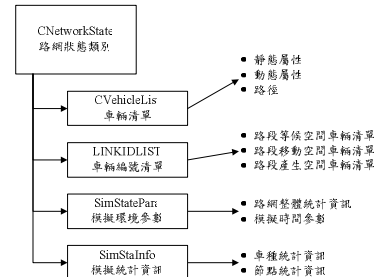 CNetworkState
路網狀態類別
CVehicleLis
車輛清單
靜態屬性
動態屬性
路徑
LINKIDLIST
車輛編號清單
路段等候空間車輛清單
路段移動空間車輛清單
路段產生空間車輛清單
SimStatePara
模擬環境參數
路網整體統計資訊
模擬時間參數
SimStaInfo
模擬統計資訊
車種統計資訊
節點統計資訊